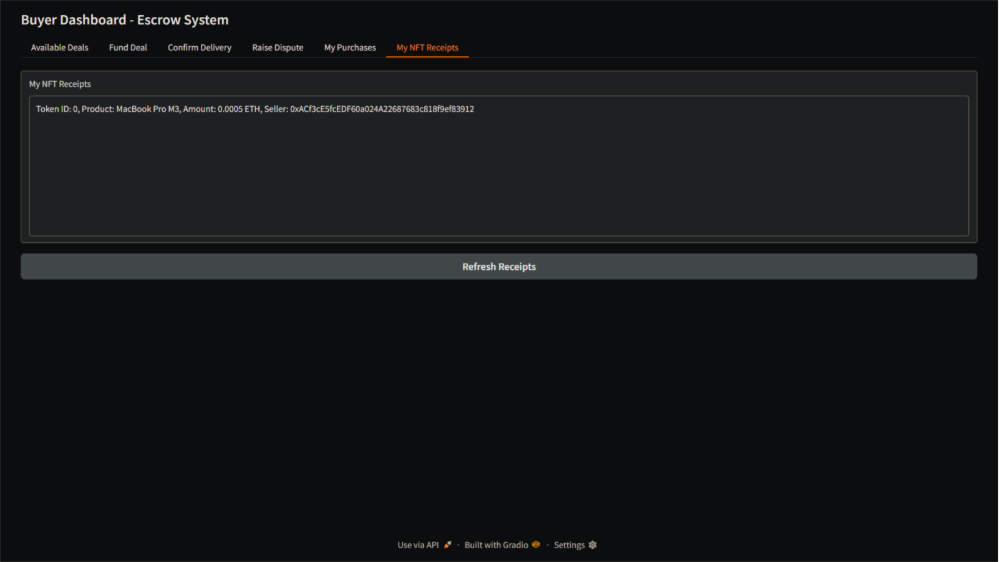 Buyer Dashboard - Escrow System
Available Deals Fund Deal Confirm Delivery Raise Dispute My Purchases My NFT Receipts
My NFT Receipts
Token ID: 0, Product: MacBook Pro M3, Amount: 0.0005 ETH, Seller: 0xACf3cE5fcEDF60a024A22687683c818f9ef83912
Refresh Receipts
Use via API · Built with Gradio · Settings